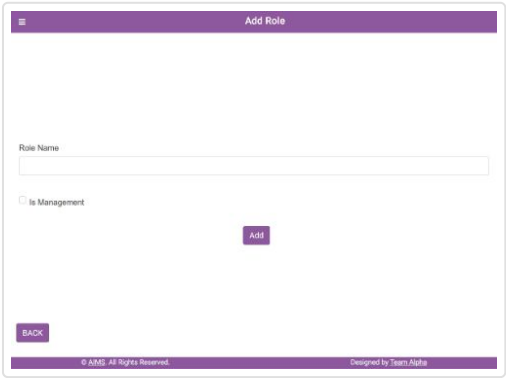 Add Role
Role Name
Is Management
Add
BACK
© AIMS. All Rights Reserved. Designed by Team Alpha